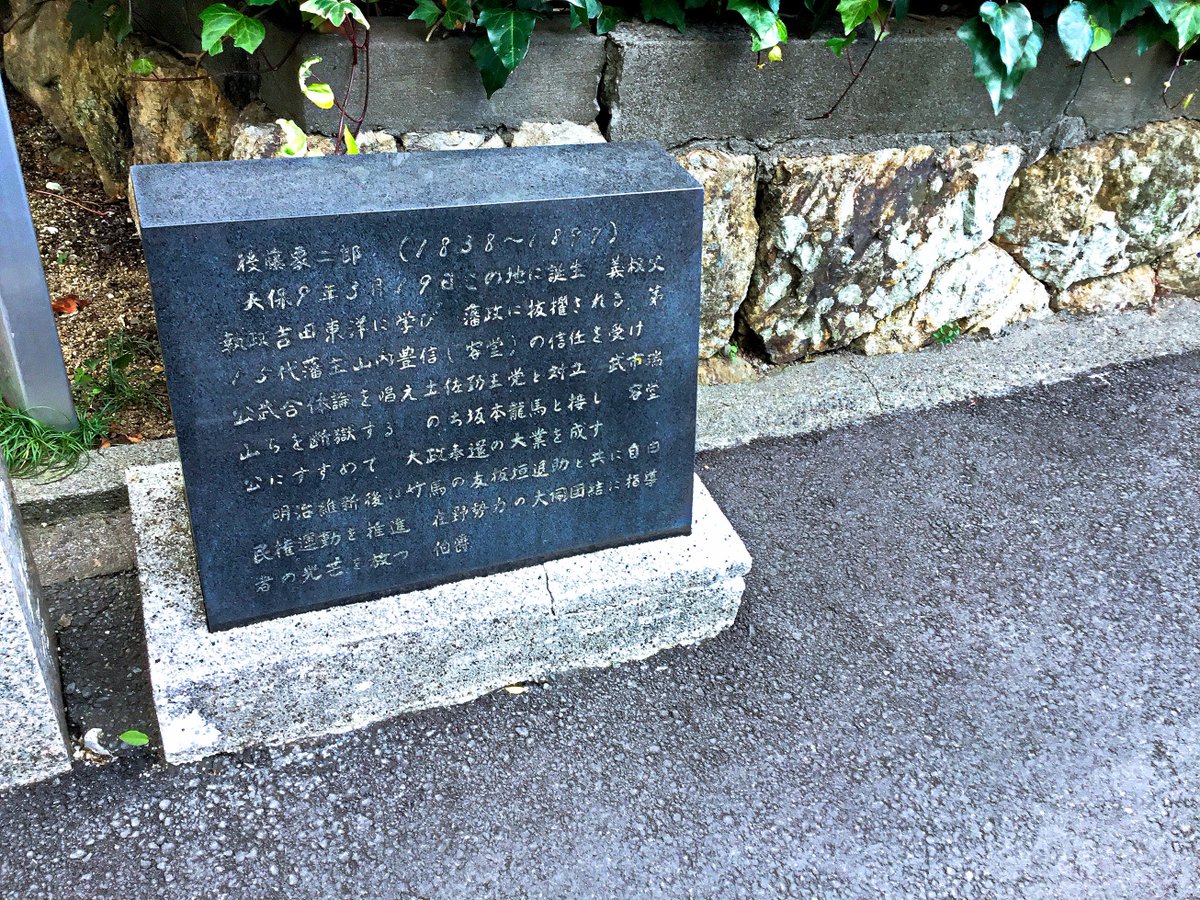 後藤象二郎 (1838〜1897)
天保9年3月19日この地に誕生 義叔父
執政吉田東洋に学び 藩政に抜擢される。第
15代藩主山内豊信(容堂)の信任を受け
公武合体論を唱え土佐勤王党と対立 武市瑞
山らを断獄する のち坂本龍馬と接し 容堂
公にすすめて 大政奉還の大業を成す
明治維新後は竹馬の友板垣退助と共に自由
民権運動を推進 在野勢力の大同団結に指導
者の光芒を放つ 伯爵